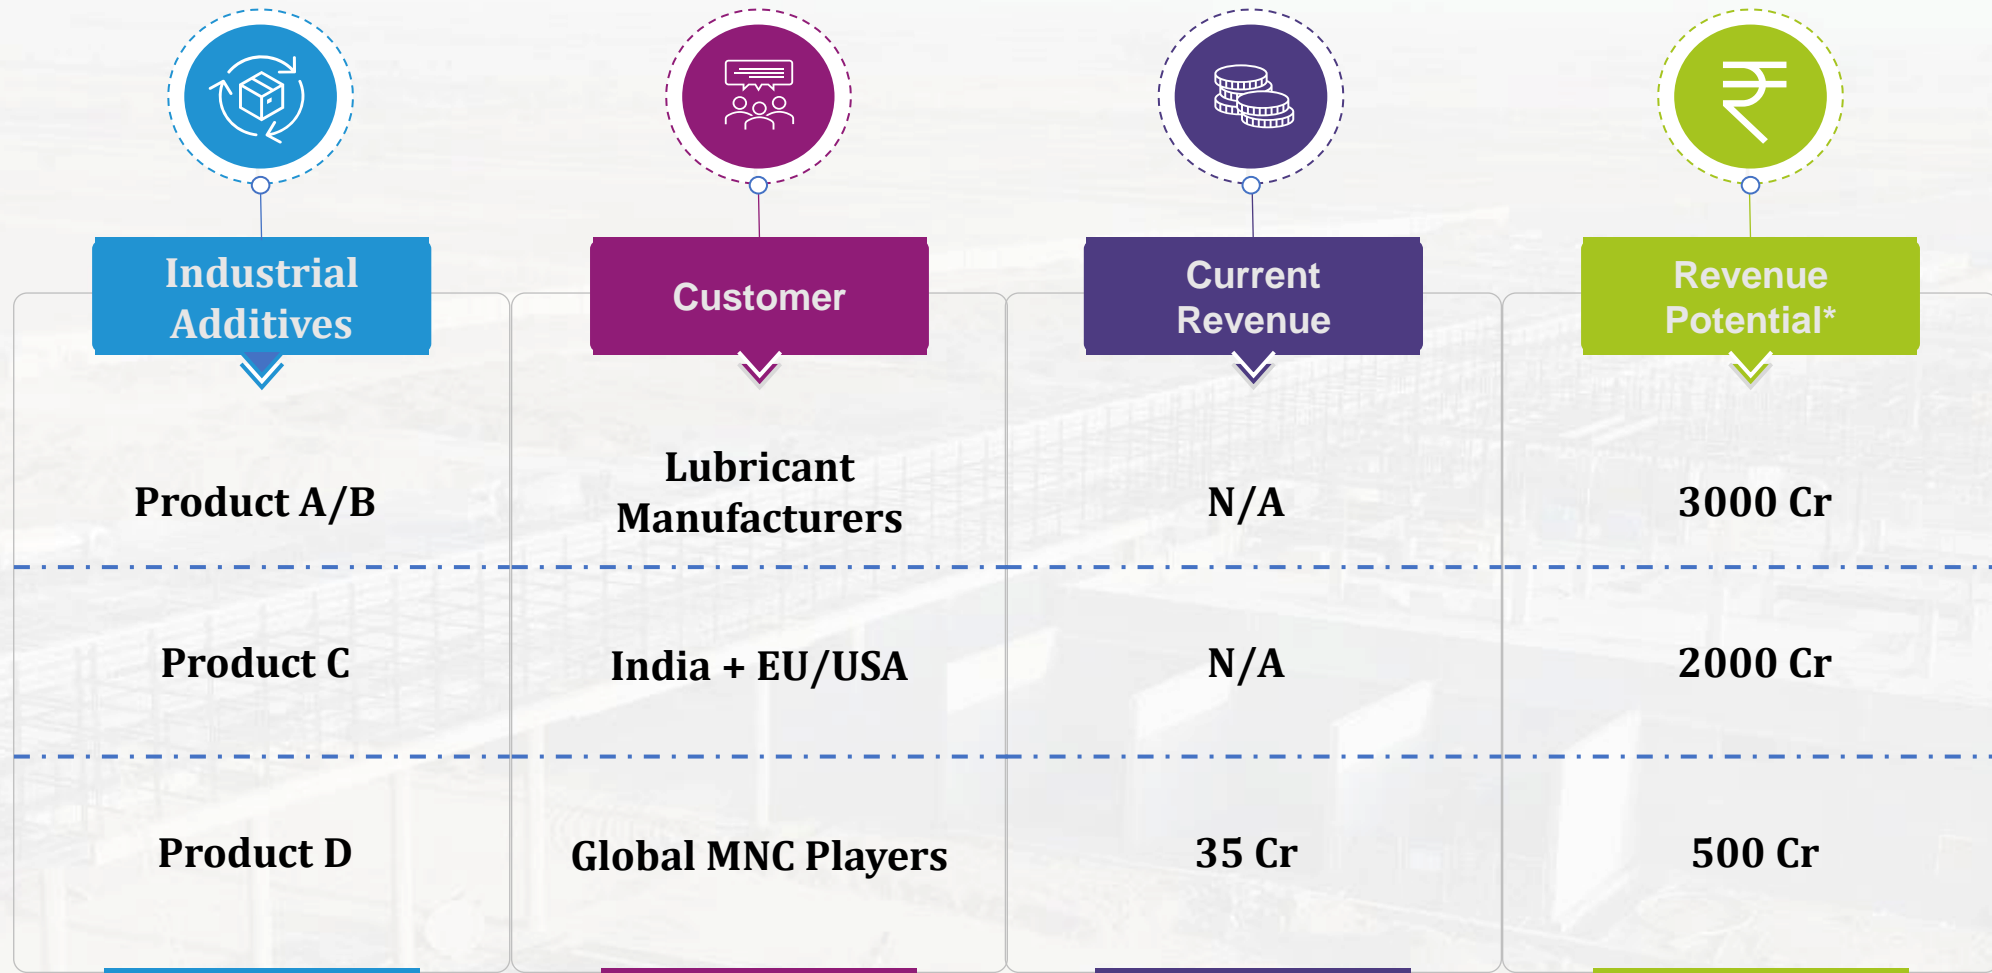 Industrial
Additives
Customer
Current
Revenue
Revenue
Potential*
Product A/B
Lubricant
Manufacturers
N/A
3000 Cr
Product C
India + EU/USA
N/A
2000 Cr
Product D
Global MNC Players
35 Cr
500 Cr